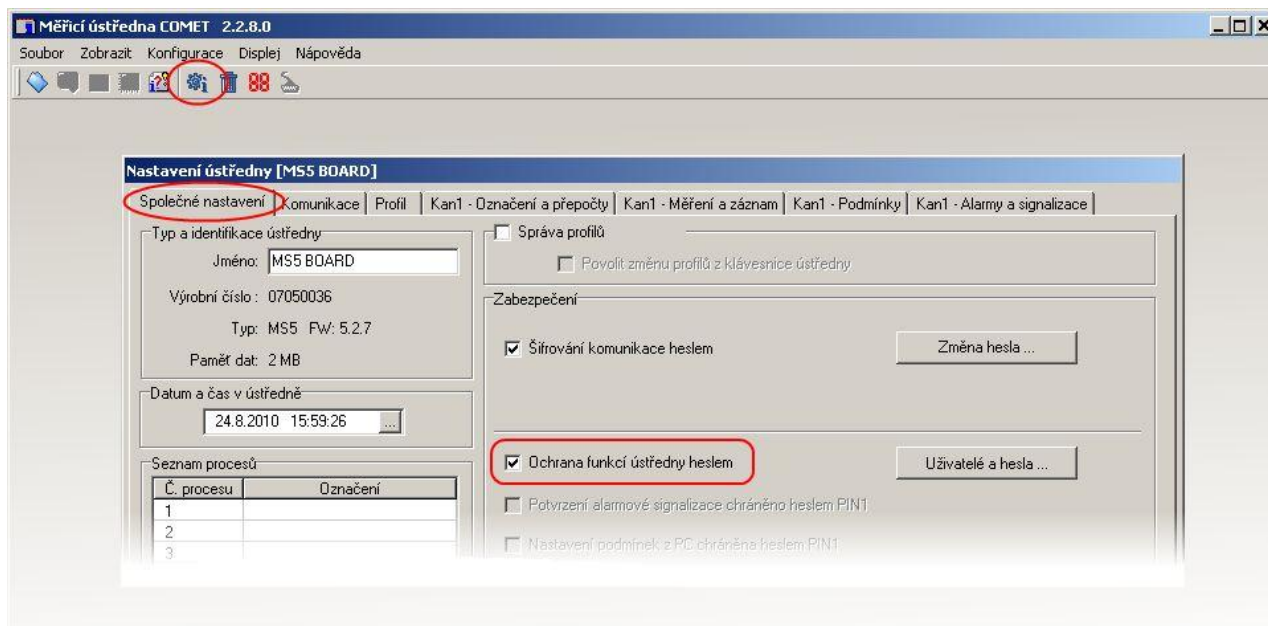 Měřicí ústředna COMET 2.2.8.0
Soubor Zobrazit Konfigurace Displej Nápověda
Nastavení ústředny [MS5 BOARD]
Společné nastavení Komunikace Profil Kan1 - Označení a přepočty Kan1 - Měření a záznam Kan1 - Podmínky Kan1 - Alarmy a signalizace
Typ a identifikace ústředny
Jméno: MS5 BOARD
Výrobní číslo : 07050036
Typ: MS5 FW: 5.2.7
Paměť dat: 2 MB
Datum a čas v ústředně
24.8.2010 15:59:26 ...
Seznam procesů
Č. procesu Označení
1
2
3
Správa profilů
Povolit změnu profilů z klávesnice ústředny
Zabezpečení
Šifrování komunikace heslem Změna hesla ...
Ochrana funkcí ústředny heslem Uživatelé a hesla ...
Potvrzení alarmové signalizace chráněno heslem PIN1
Nastavení podmínek z PC chráněna heslem PIN1